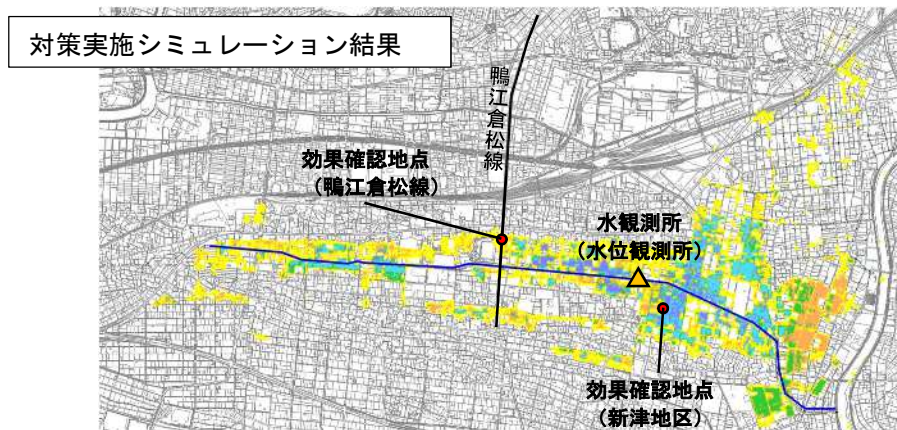 対策実施シミュレーション結果
鴨江倉松線
効果確認地点
（鴨江倉松線）
水観測所
（水位観測所）
効果確認地点
（新津地区）